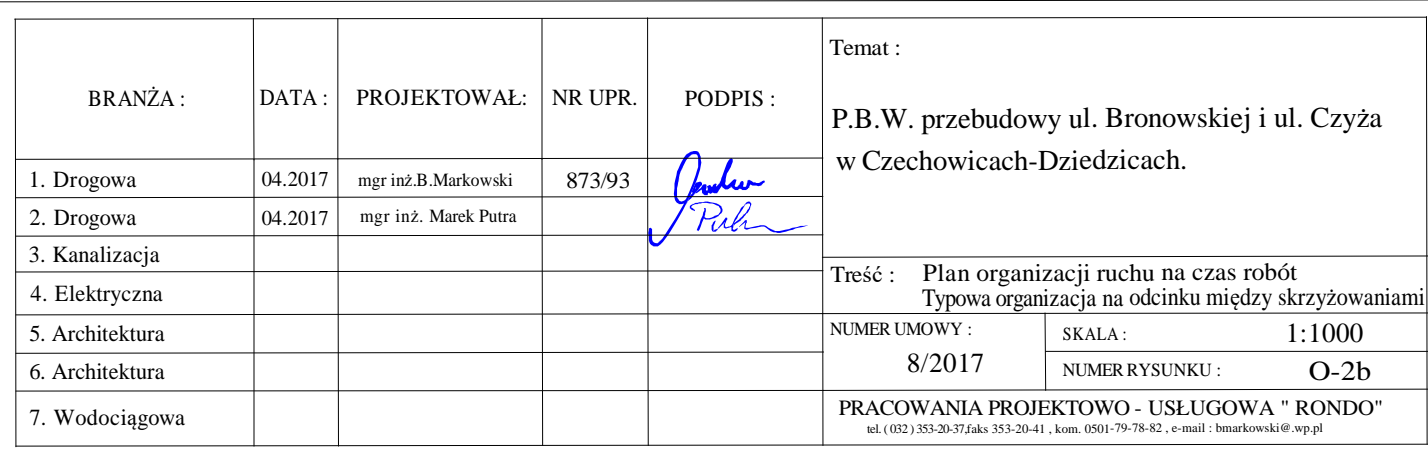 BRANŻA : DATA : PROJEKTOWAŁ: NR UPR. PODPIS :
1. Drogowa 04.2017 mgr inż.B.Markowski 873/93
2. Drogowa 04.2017 mgr inż. Marek Putra
3. Kanalizacja
4. Elektryczna
5. Architektura
6. Architektura
7. Wodociągowa
Temat :
P.B.W. przebudowy ul. Bronowskiej i ul. Czyża
w Czechowicach-Dziedzicach.
Treść : Plan organizacji ruchu na czas robót
Typowa organizacja na odcinku między skrzyżowaniami
NUMER UMOWY :
8/2017
SKALA : 1:1000
NUMER RYSUNKU : O-2b
PRACOWANIA PROJEKTOWO - USŁUGOWA " RONDO"
tel. ( 032 ) 353-20-37,faks 353-20-41 , kom. 0501-79-78-82 , e-mail : bmarkowski@.wp.pl